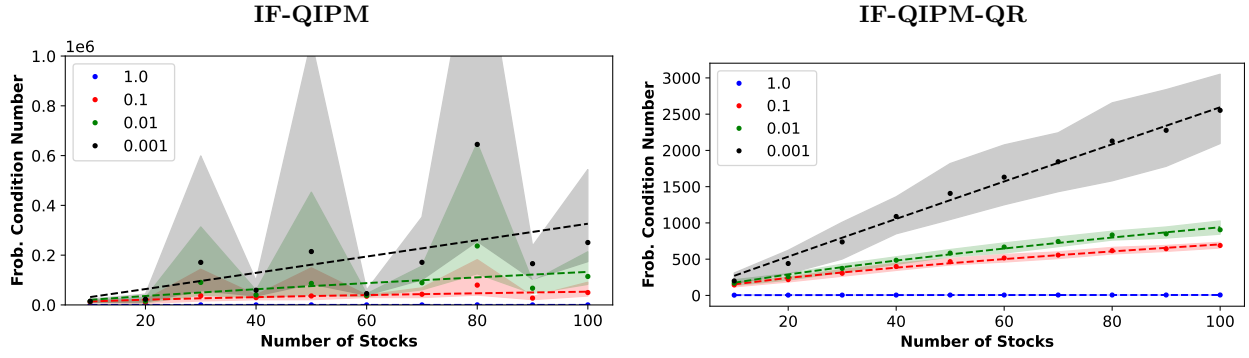 IF-QIPM
1e6
1.0
0.8
0.6
0.4
0.2
0.0
Frob. Condition Number
1.0
0.1
0.01
0.001
20 40 60 80 100
Number of Stocks
IF-QIPM-QR
3000
2500
2000
1500
1000
500
0
Frob. Condition Number
1.0
0.1
0.01
0.001
20 40 60 80 100
Number of Stocks